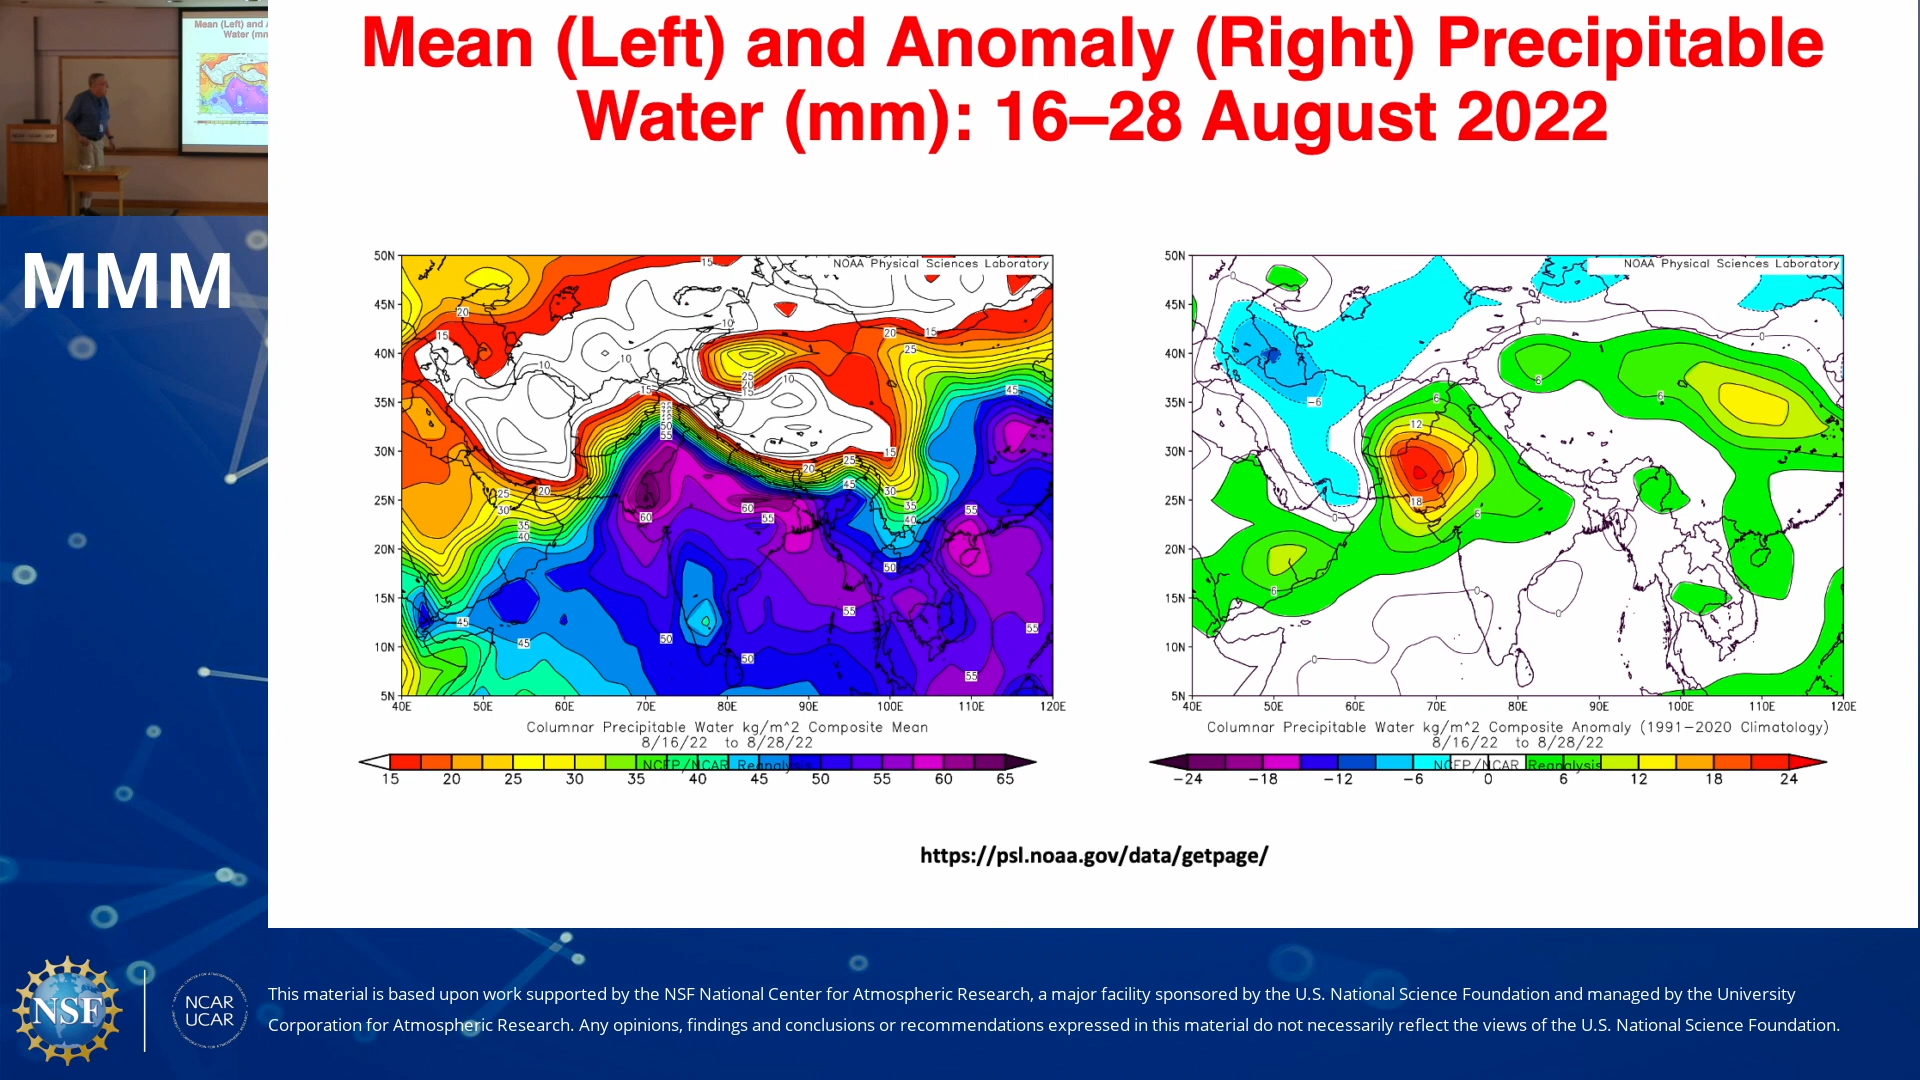 Mean (Left) and Anomaly (Right) Precipitable
Water (mm): 16–28 August 2022
Mean (Left) and
Water (mm
MMM
NOAA Physical Sciences Laboratory
50N
45N
40N
35N
30N
25N
20N
15N
10N
5N
40E 50E 60E 70E 80E 90E 100E 110E 120E
Columnar Precipitable Water kg/m^2 Composite Mean
8/16/22 to 8/28/22
NCEP/NCAR Reanalysis
15 20 25 30 35 40 45 50 55 60 65
NOAA Physical Sciences Laboratory
50N
45N
40N
35N
30N
25N
20N
15N
10N
5N
40E 50E 60E 70E 80E 90E 100E 110E 120E
Columnar Precipitable Water kg/m^2 Composite Anomaly (1991-2020 Climatology)
8/16/22 to 8/28/22
NCEP/NCAR Reanalysis
-24 -18 -12 -6 0 6 12 18 24
https://psl.noaa.gov/data/getpage/
NSF
NCAR
UCAR
This material is based upon work supported by the NSF National Center for Atmospheric Research, a major facility sponsored by the U.S. National Science Foundation and managed by the University
Corporation for Atmospheric Research. Any opinions, findings and conclusions or recommendations expressed in this material do not necessarily reflect the views of the U.S. National Science Foundation.